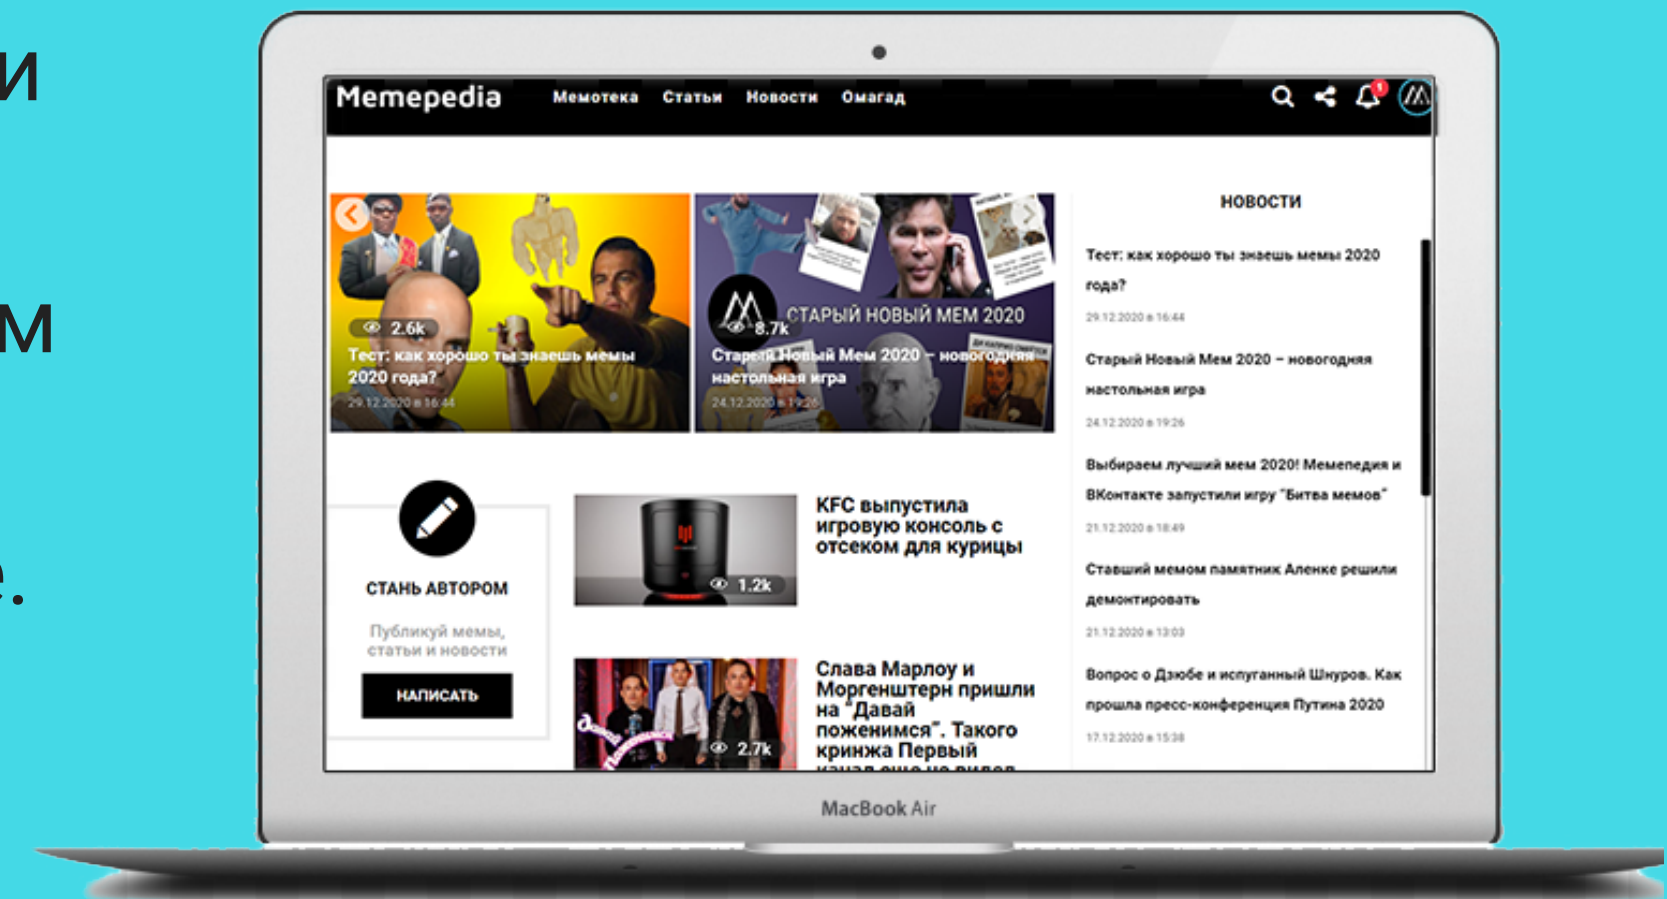 и
м
е.
Memepedia
Мемотека Статьи Новости Омагад
1
2.6k
Тест: как хорошо ты знаешь мемы
2020 года?
29.12.2020 в 16:44
СТАРЫЙ НОВЫЙ МЕМ 2020
8.7k
Старый Новый Мем 2020 – новогодняя
настольная игра
24.12.2020 в 19:26
СТАНЬ АВТОРОМ
Публикуй мемы,
статьи и новости
НАПИСАТЬ
KFC выпустила
игровую консоль с
отсеком для курицы
1.2k
Слава Марлоу и
Моргенштерн пришли
на "Давай
поженимся". Такого
кринжа Первый
канал еще не видел
Давай
Поженимся
2.7k
НОВОСТИ
Тест: как хорошо ты знаешь мемы 2020
года?
29.12.2020 в 16:44
Старый Новый Мем 2020 – новогодняя
настольная игра
24.12.2020 в 19:26
Выбираем лучший мем 2020! Мемепедия и
ВКонтакте запустили игру "Битва мемов"
21.12.2020 в 18:49
Ставший мемом памятник Аленке решили
демонтировать
21.12.2020 в 13:03
Вопрос о Дзюбе и испуганный Шнуров. Как
прошла пресс-конференция Путина 2020
17.12.2020 в 15:38
MacBook Air